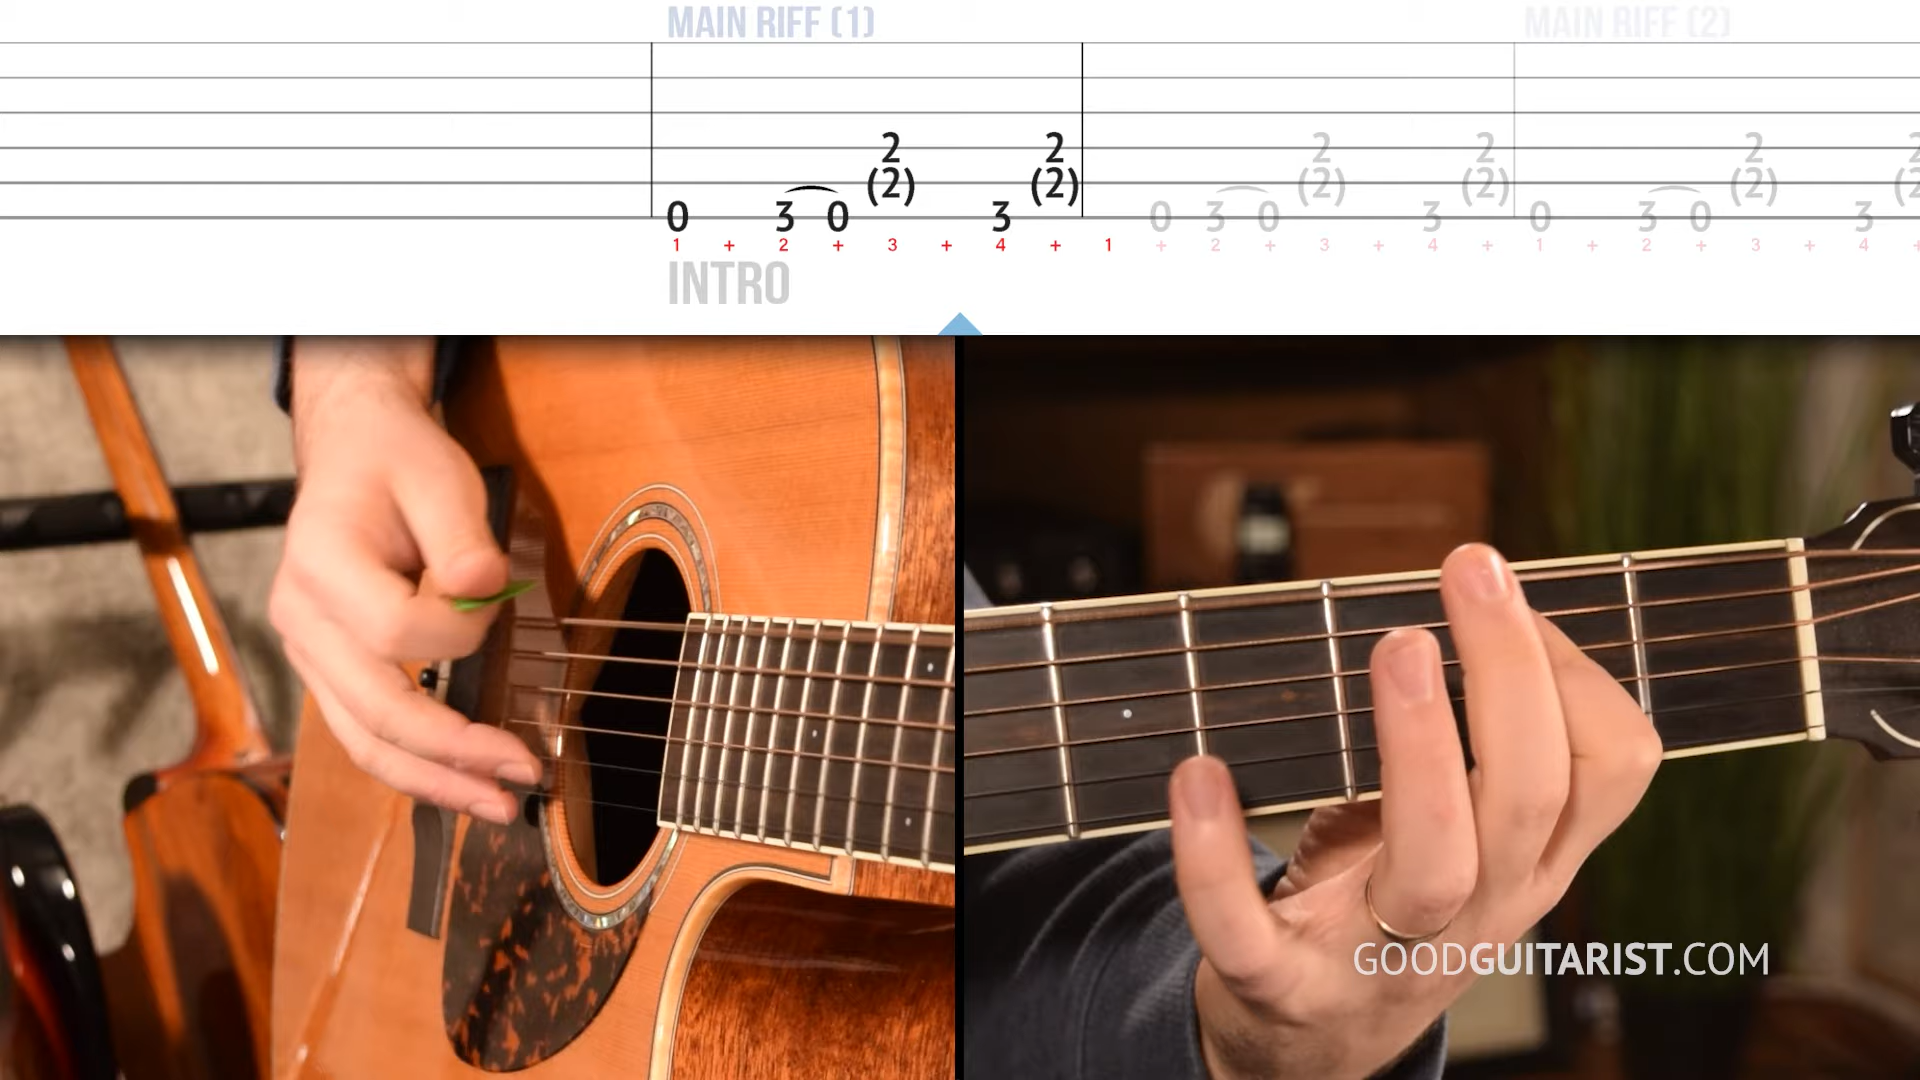 MAIN RIFF (1) MAIN RIFF (2)
2 2 2 2 2 2
(2) (2) (2) (2) (2) (2
0 3 0 3 0 3 0 3 0 3 0 3
1 + 2 + 3 + 4 + 1 + 2 + 3 + 4 + 1 + 2 + 3 + 4 +
INTRO
GOODGUITARIST.COM